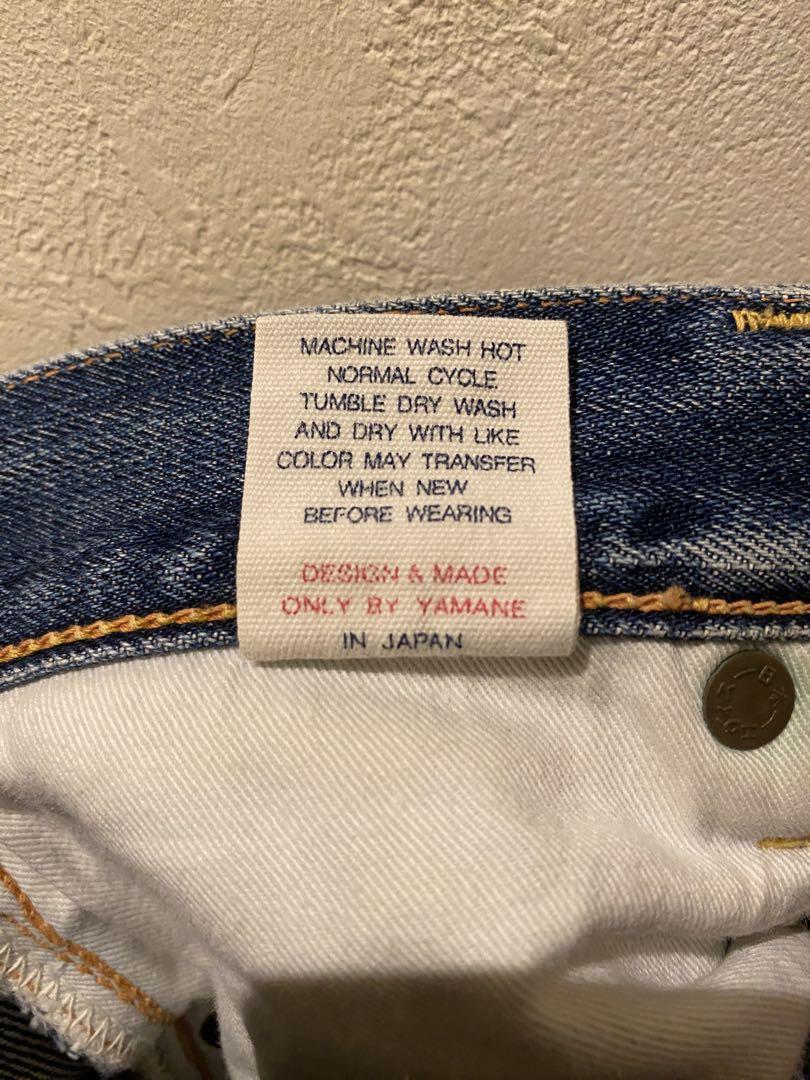 MACHINE WASH HOT
NORMAL CYCLE
TUMBLE DRY WASH
AND DRY WITH LIKE
COLOR MAY TRANSFER
WHEN NEW
BEFORE WEARING
DESIGN & MADE
ONLY BY YAMANE
IN JAPAN